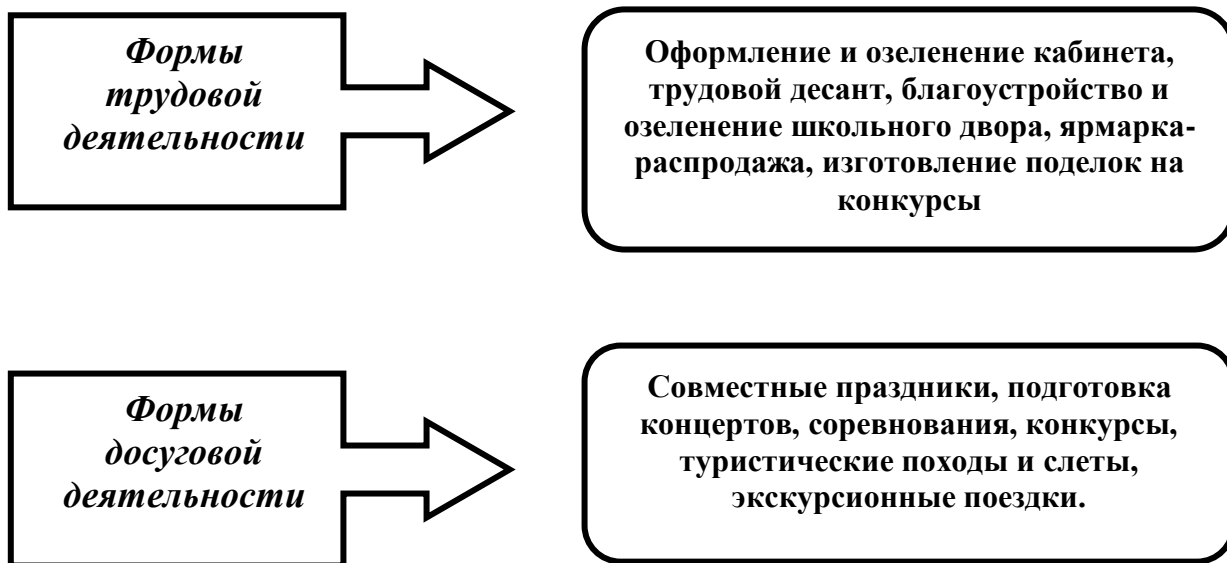 Формы
трудовой
деятельности
Оформление и озеленение кабинета,
трудовой десант, благоустройство и
озеленение школьного двора, ярмарка-
распродажа, изготовление поделок на
конкурсы
Формы
досуговой
деятельности
Совместные праздники, подготовка
концертов, соревнования, конкурсы,
туристические походы и слеты,
экскурсионные поездки.